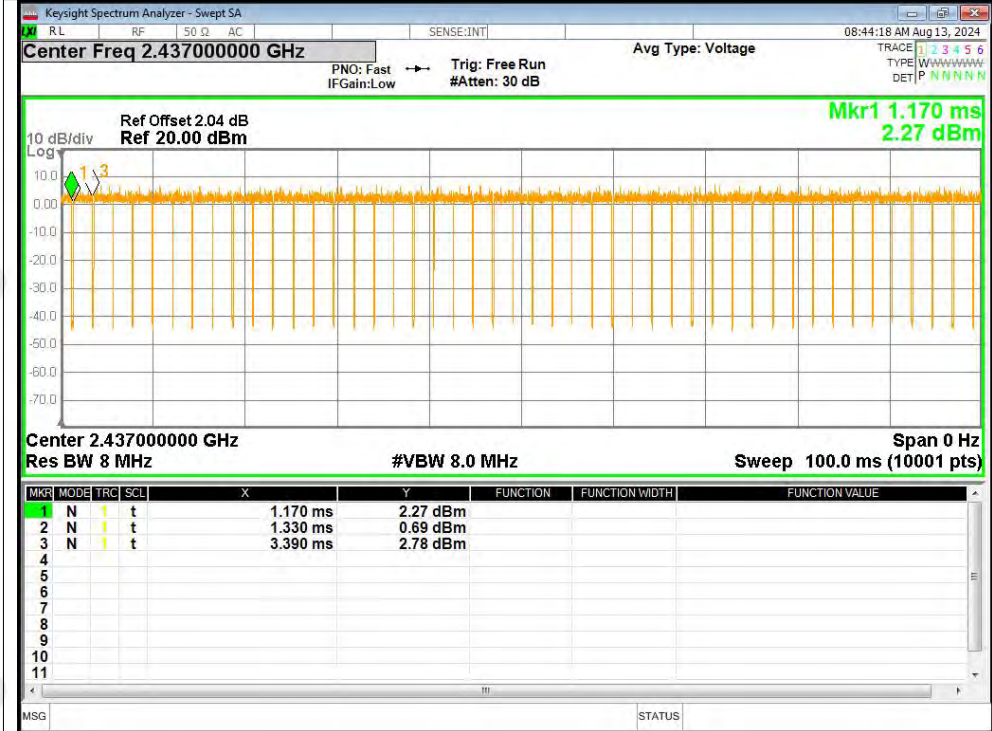 Keysight Spectrum Analyzer - Swept SA
LXI RL RF 50 Ω AC SENSE:INT 08:44:18 AM Aug 13, 2024
Center Freq 2.437000000 GHz Avg Type: Voltage TRACE 1 2 3 4 5 6
PNO: Fast Trig: Free Run TYPE WWWWWW
IFGain:Low #Atten: 30 dB DET P N N N N N
Mkr1 1.170 ms
2.27 dBm
Ref Offset 2.04 dB
10 dB/div Ref 20.00 dBm
Log
1 3
10.0
0.00
-10.0
-20.0
-30.0
-40.0
-50.0
-60.0
-70.0
Center 2.437000000 GHz Span 0 Hz
Res BW 8 MHz #VBW 8.0 MHz Sweep 100.0 ms (10001 pts)
MKR MODE TRC SCL X Y FUNCTION FUNCTION WIDTH FUNCTION VALUE
1 N 1 t 1.170 ms 2.27 dBm
2 N 1 t 1.330 ms 0.69 dBm
3 N 1 t 3.390 ms 2.78 dBm
4
5
6
7
8
9
10
11
MSG STATUS